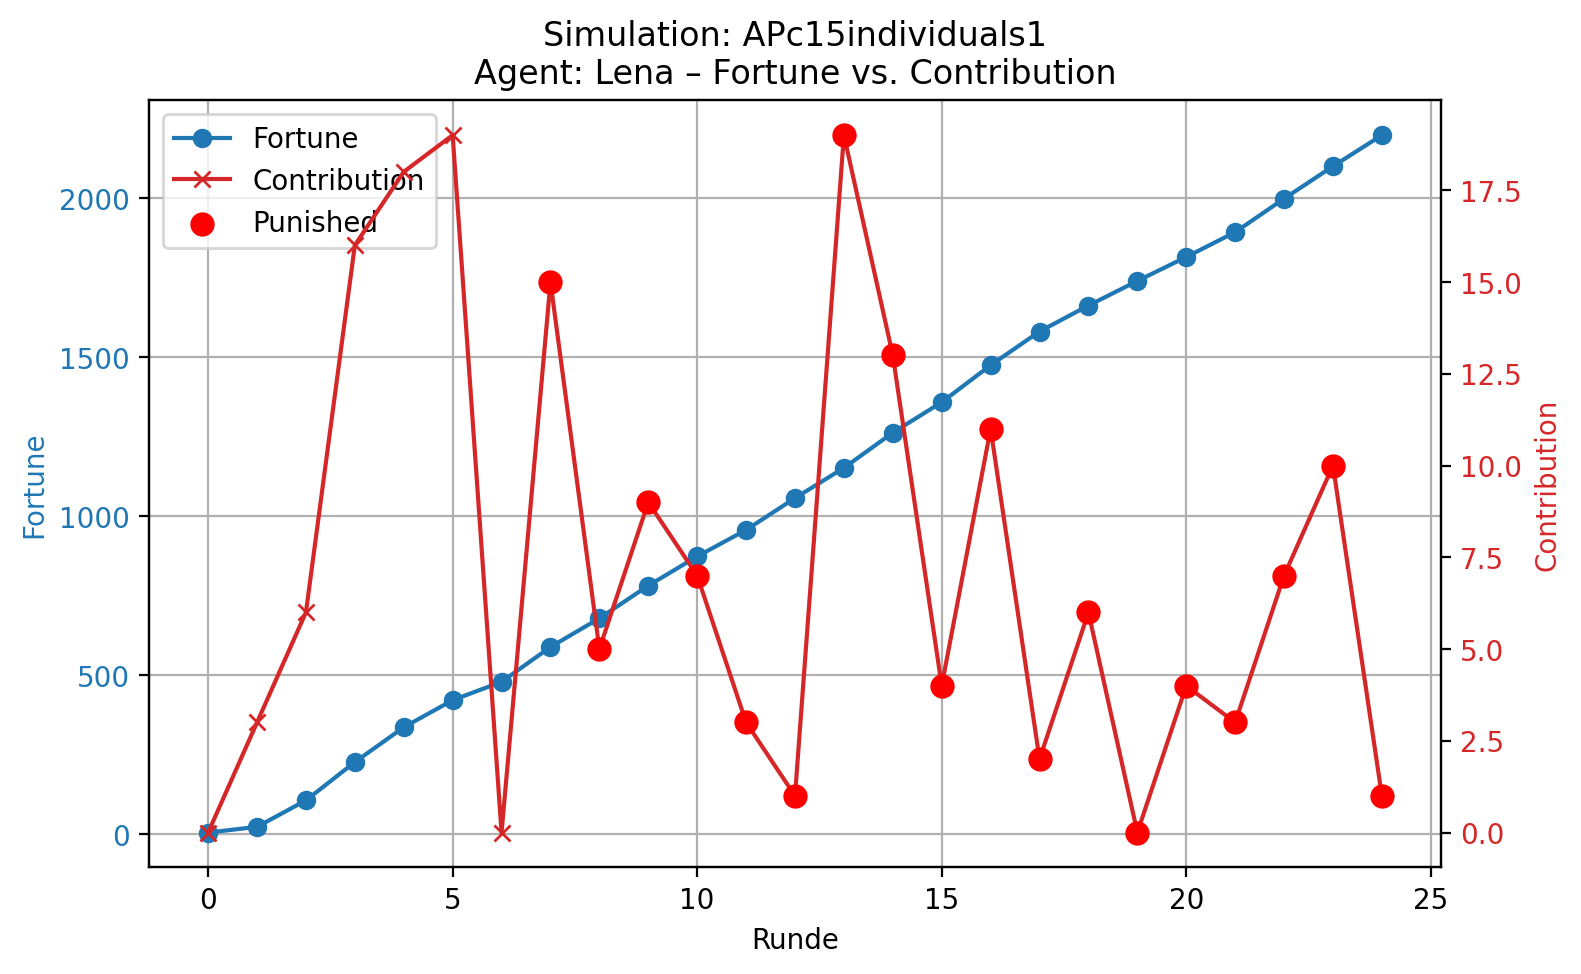 Simulation: APc15individuals1
Agent: Lena – Fortune vs. Contribution
Fortune
Contribution
Punished
2000
1500
1000
500
0
Fortune
17.5
15.0
12.5
10.0
7.5
5.0
2.5
0.0
Contribution
0 5 10 15 20 25
Runde